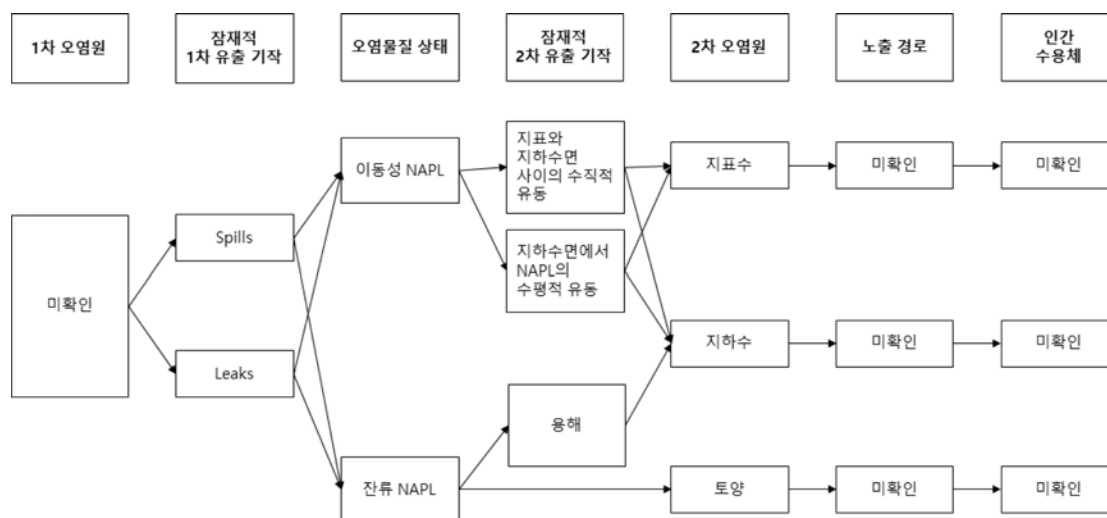 1차 오염원
잠재적
1차 유출 기작
오염물질 상태
잠재적
2차 유출 기작
2차 오염원
노출 경로
인간
수용체
미확인
Spills
Leaks
이동성 NAPL
잔류 NAPL
지표와
지하수면
사이의 수직적
유동
지하수면에서
NAPL의
수평적 유동
용해
지표수
지하수
토양
미확인
미확인
미확인
미확인
미확인
미확인